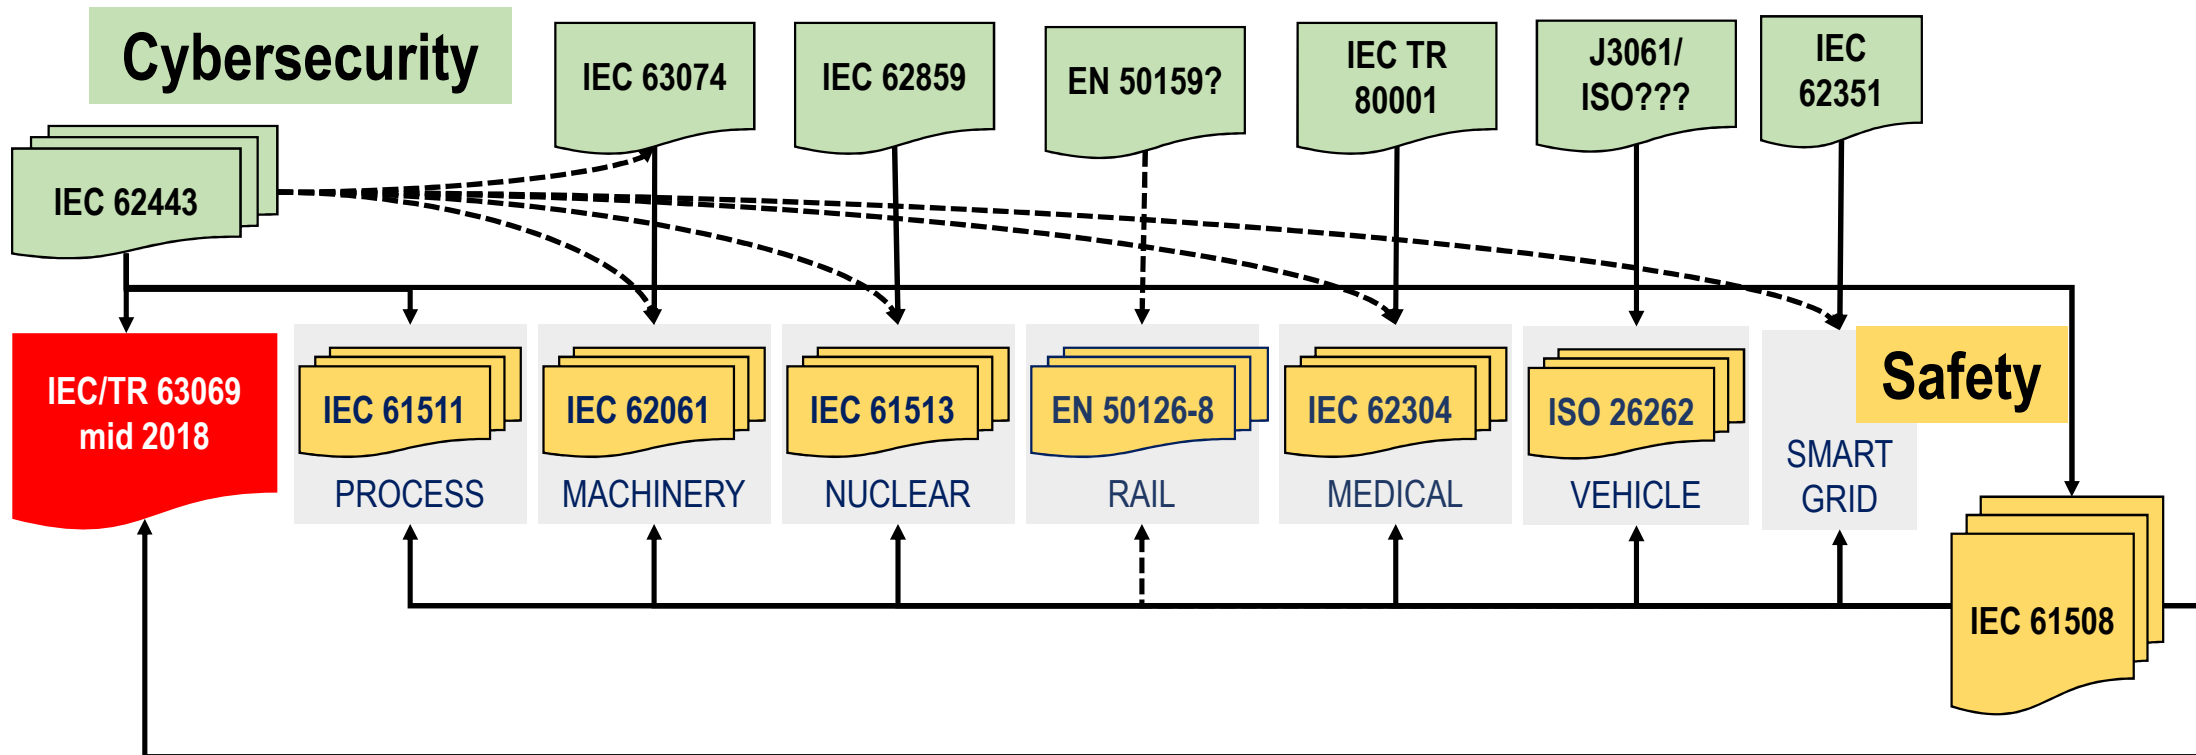 Cybersecurity
IEC 63074
IEC 62859
EN 50159?
IEC TR
80001
J3061/
ISO???
IEC
62351
IEC 62443
IEC/TR 63069
mid 2018
IEC 61511
PROCESS
IEC 62061
MACHINERY
IEC 61513
NUCLEAR
EN 50126-8
RAIL
IEC 62304
MEDICAL
ISO 26262
VEHICLE
SMART
GRID
Safety
IEC 61508